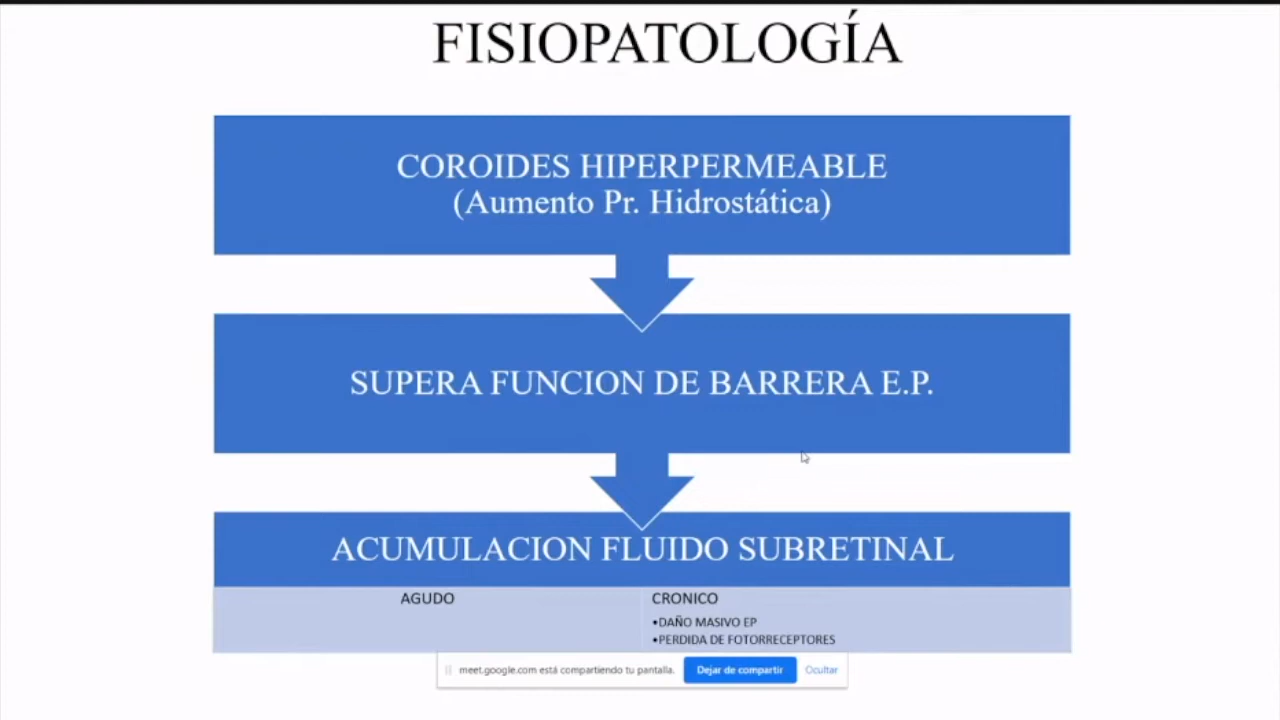 FISIOPATOLOGÍA
COROIDES HIPERPERMEABLE
(Aumento Pr. Hidrostática)
SUPERA FUNCION DE BARRERA E.P.
ACUMULACION FLUIDO SUBRETINAL
AGUDO
CRONICO
•DAÑO MASIVO EP
•PERDIDA DE FOTORRECEPTORES
meet.google.com está compartiendo tu pantalla. Dejar de compartir Ocultar